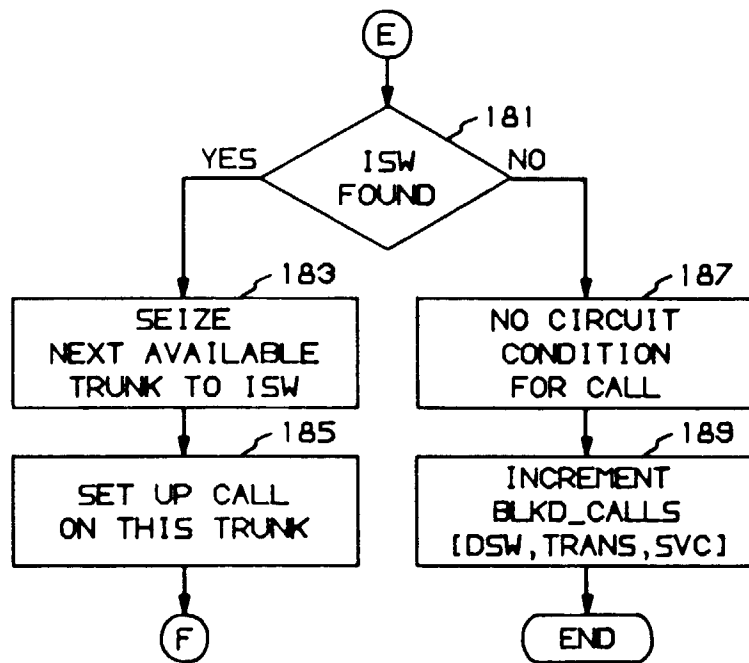 E
181
YES
ISW
FOUND
NO
183
SEIZE
NEXT AVAILABLE
TRUNK TO ISW
187
NO CIRCUIT
CONDITION
FOR CALL
185
SET UP CALL
ON THIS TRUNK
189
INCREMENT
BLKD_CALLS
[DSW,TRANS,SVC]
F
END